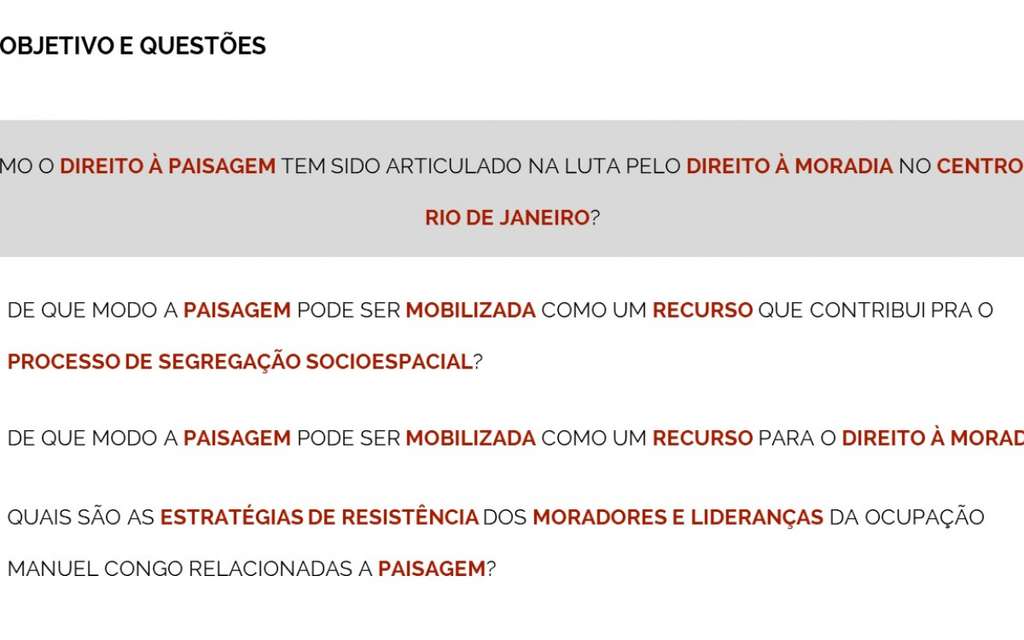 OBJETIVO E QUESTÕES
MO O DIREITO À PAISAGEM TEM SIDO ARTICULADO NA LUTA PELO DIREITO À MORADIA NO CENTRO
RIO DE JANEIRO?
DE QUE MODO A PAISAGEM PODE SER MOBILIZADA COMO UM RECURSO QUE CONTRIBUI PRA O
PROCESSO DE SEGREGAÇÃO SOCIOESPACIAL?
DE QUE MODO A PAISAGEM PODE SER MOBILIZADA COMO UM RECURSO PARA O DIREITO À MORAD
QUAIS SÃO AS ESTRATÉGIAS DE RESISTÊNCIA DOS MORADORES E LIDERANÇAS DA OCUPAÇÃO
MANUEL CONGO RELACIONADAS A PAISAGEM?